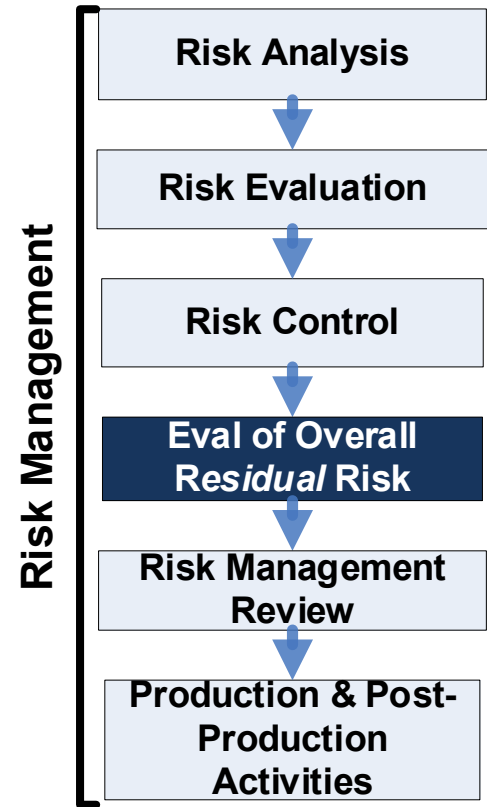 Risk Management
Risk Analysis
Risk Evaluation
Risk Control
Eval of Overall
Residual Risk
Risk Management
Review
Production & Post-
Production
Activities